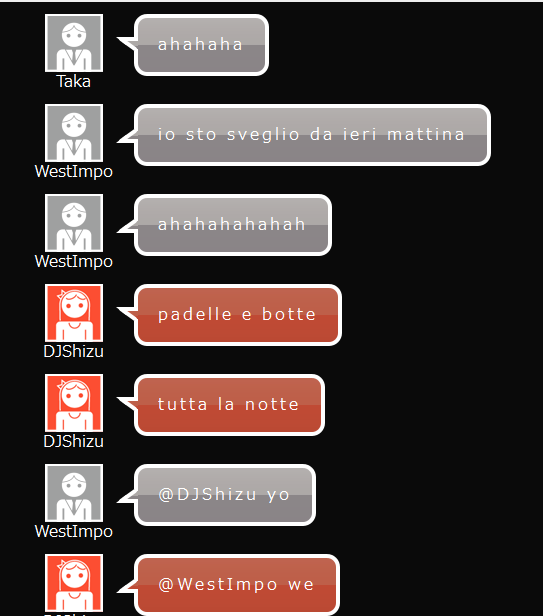 ahahaha
Taka
io sto sveglio da ieri mattina
WestImpo
ahahahahahah
WestImpo
padelle e botte
DJShizu
tutta la notte
DJShizu
@DJShizu yo
WestImpo
@WestImpo we